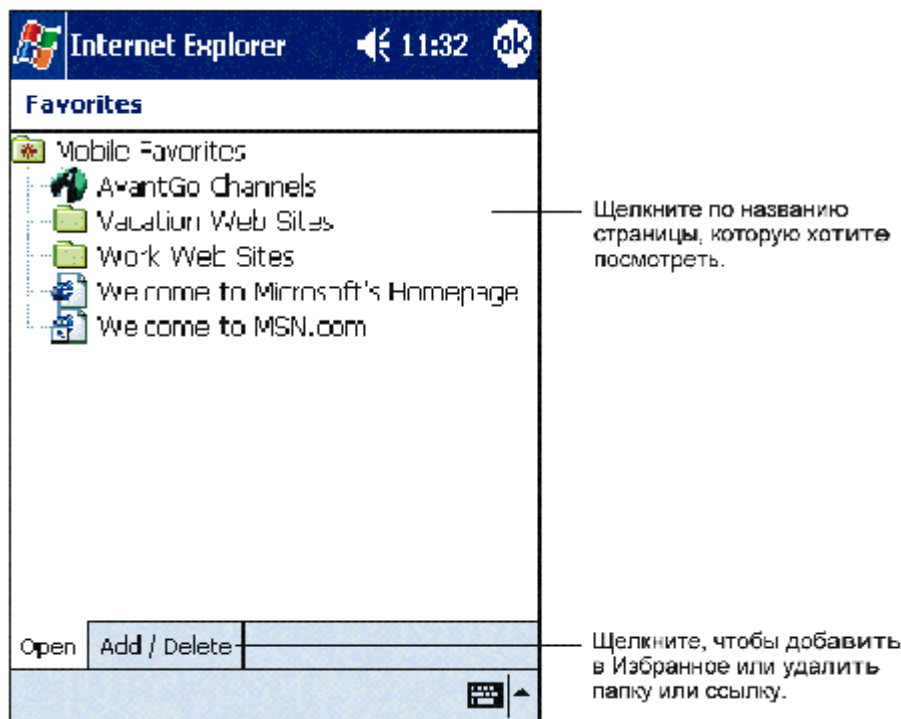 Internet Explorer 11:32 ok
Favorites
Mobile Favorites
AvantGo Channels
Vacation Web Sites
Work Web Sites
Welcome to Microsoft's Homepage
Welcome to MSN.com
Щелкните по названию
страницы, которую хотите
посмотреть.
Open Add / Delete
Щелкните, чтобы добавить
в Избранное или удалить
папку или ссылку.